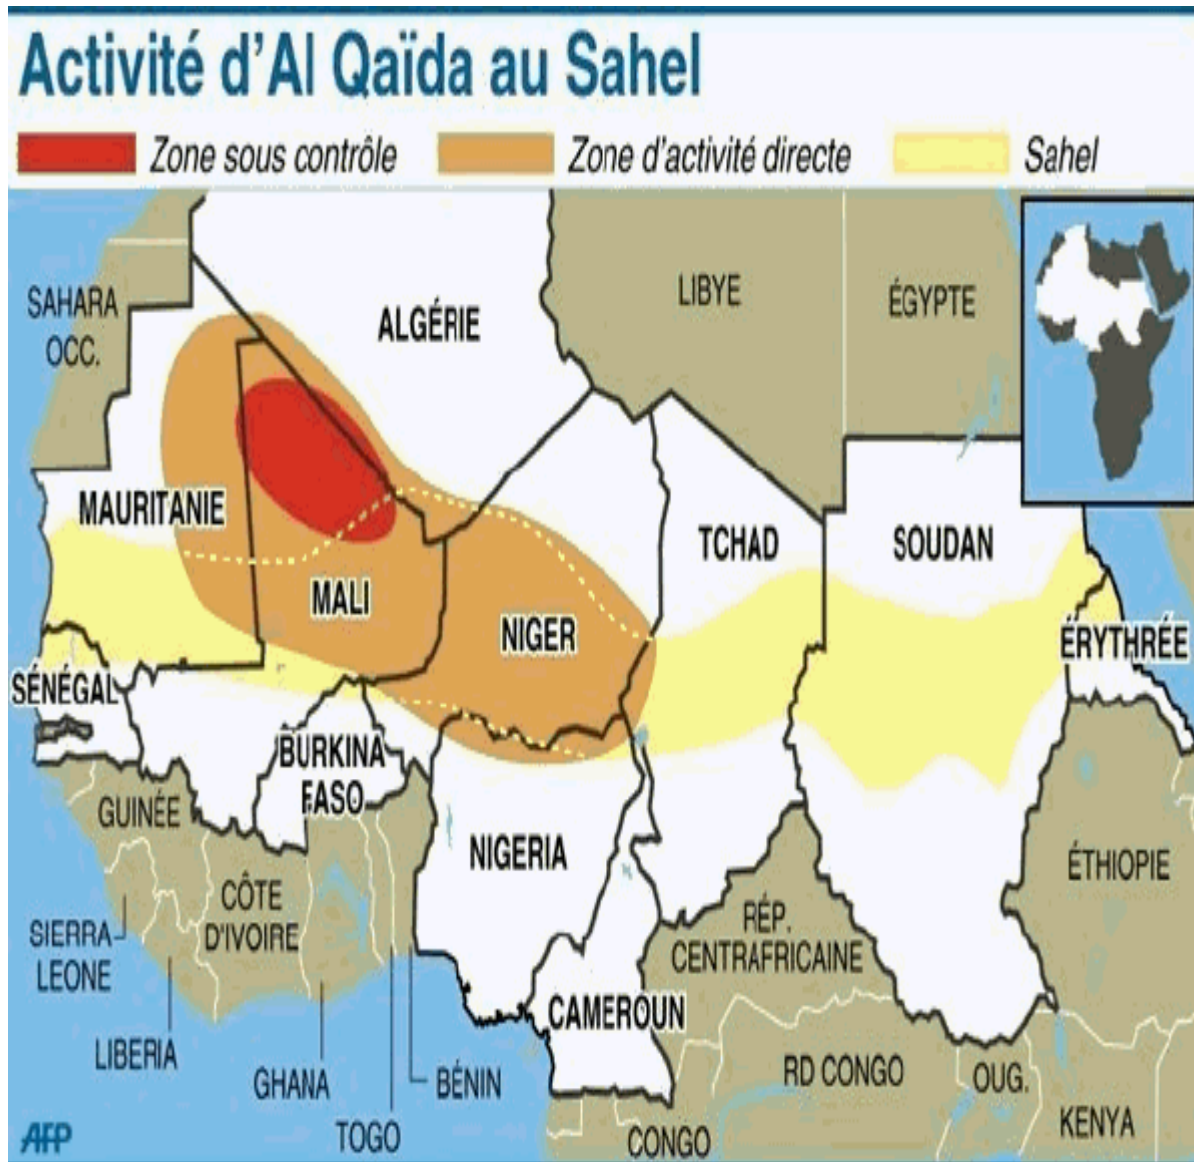 Activité d'Al Qaïda au Sahel
Zone sous contrôle
Zone d'activité directe
Sahel
SAHARA
OCC.
ALGÉRIE
LIBYE
ÉGYPTE
MAURITANIE
MALI
NIGER
TCHAD
SOUDAN
ÉRYTHRÉE
SÉNÉGAL
BURKINA
FASO
GUINÉE
NIGERIA
ÉTHIOPIE
CÔTE
D'IVOIRE
SIERRA
LEONE
RÉP.
CENTRAFRICAINE
CAMEROUN
LIBERIA
GHANA
BÉNIN
RD CONGO
OUG.
KENYA
TOGO
CONGO
AFP